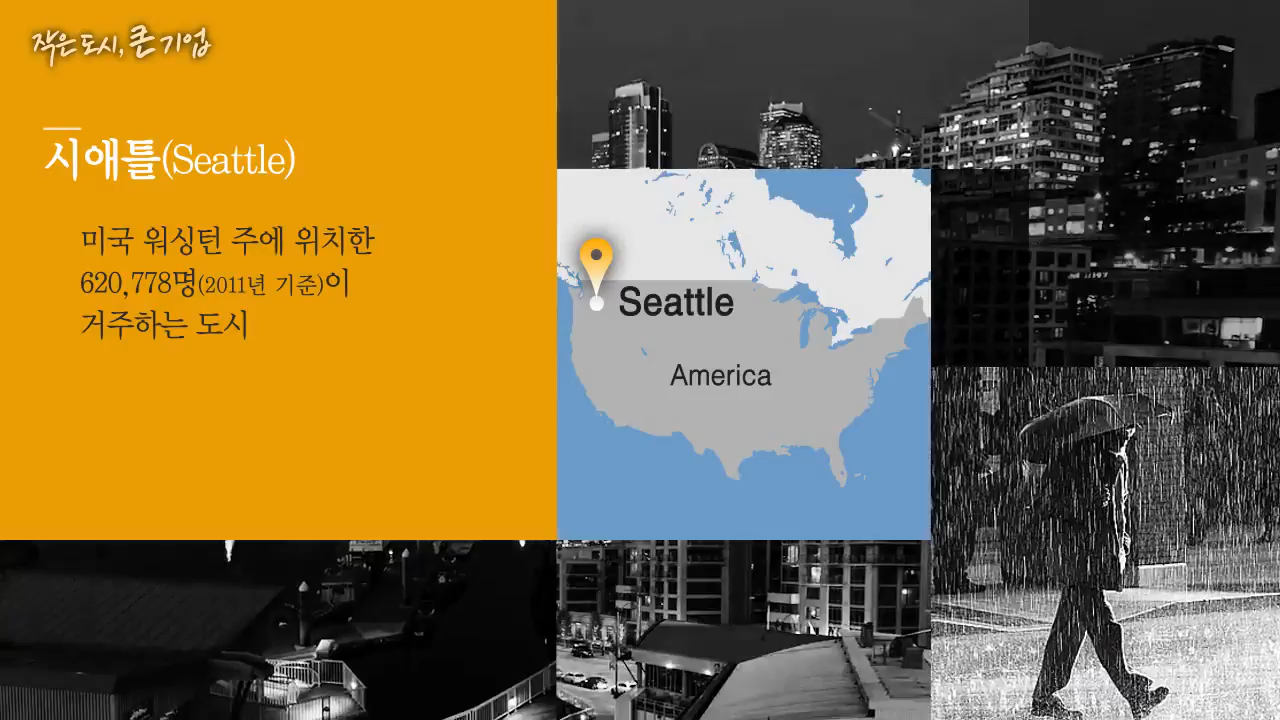 작은 도시, 큰 기업
시애틀(Seattle)
미국 워싱턴 주에 위치한
620,778명(2011년 기준)이
거주하는 도시
Seattle
America